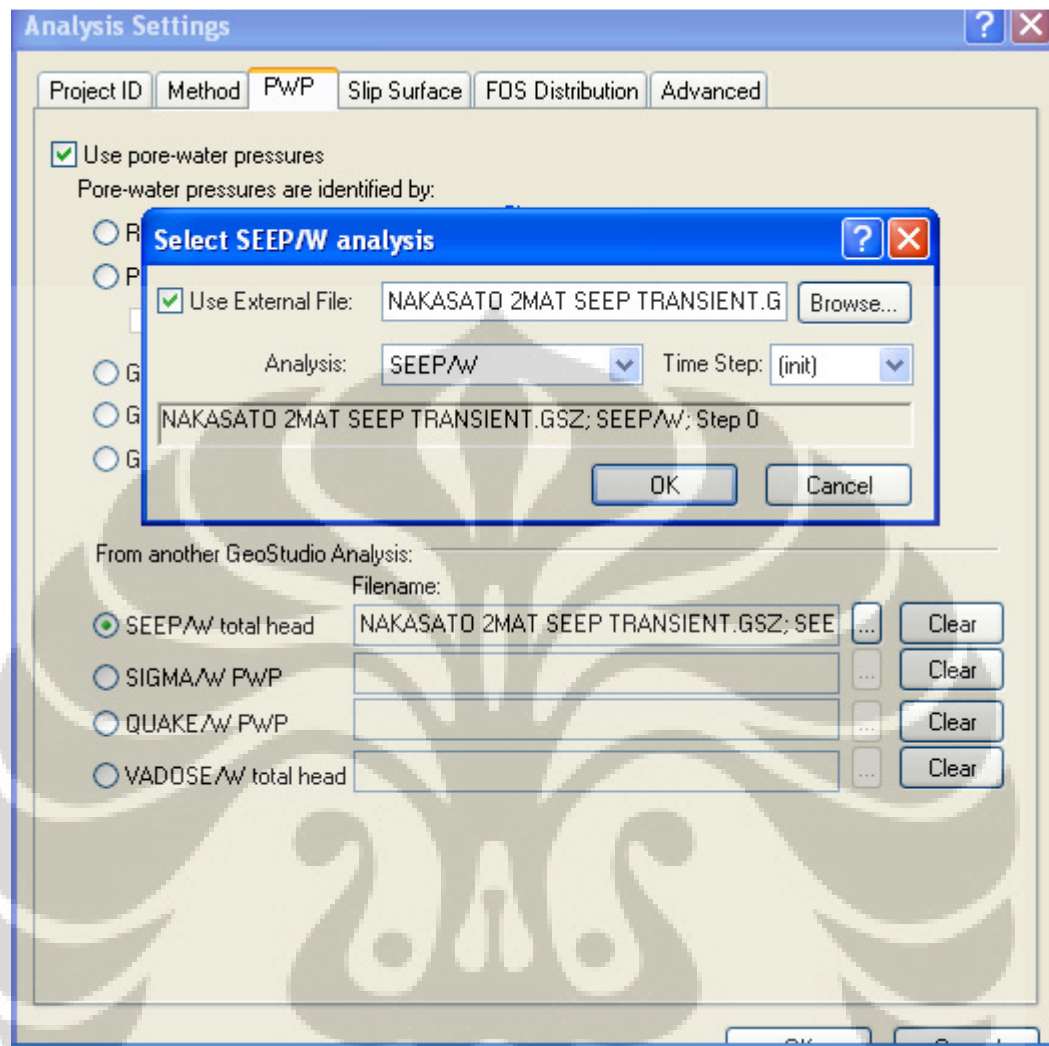 Analysis Settings
Project ID Method PWP Slip Surface FOS Distribution Advanced
Use pore-water pressures
Pore-water pressures are identified by:
R
Select SEEP/W analysis
P
Use External File: NAKASATO 2MAT SEEP TRANSIENT.G Browse...
G
Analysis: SEEP/W Time Step: (init)
G
NAKASATO 2MAT SEEP TRANSIENT.GSZ; SEEP/W; Step 0
G
OK Cancel
From another GeoStudio Analysis:
Filename:
SEEP/W total head NAKASATO 2MAT SEEP TRANSIENT.GSZ; SEE ... Clear
SIGMA/W PWP ... Clear
QUAKE/W PWP ... Clear
VADOSE/W total head ... Clear